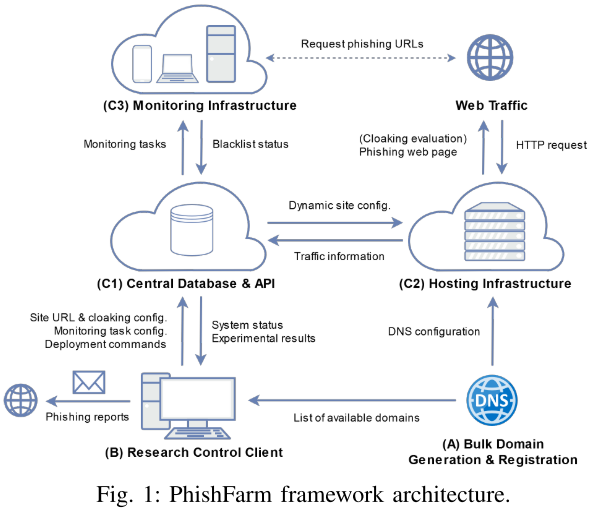 Request phishing URLs
(C3) Monitoring Infrastructure
Web Traffic
Monitoring tasks
Blacklist status
(Cloaking evaluation)
Phishing web page
HTTP request
Dynamic site config.
Traffic information
(C1) Central Database & API
(C2) Hosting Infrastructure
Site URL & cloaking config.
Monitoring task config.
Deployment commands
System status
Experimental results
DNS configuration
Phishing reports
List of available domains
DNS
(B) Research Control Client
(A) Bulk Domain
Generation & Registration
Fig. 1: PhishFarm framework architecture.